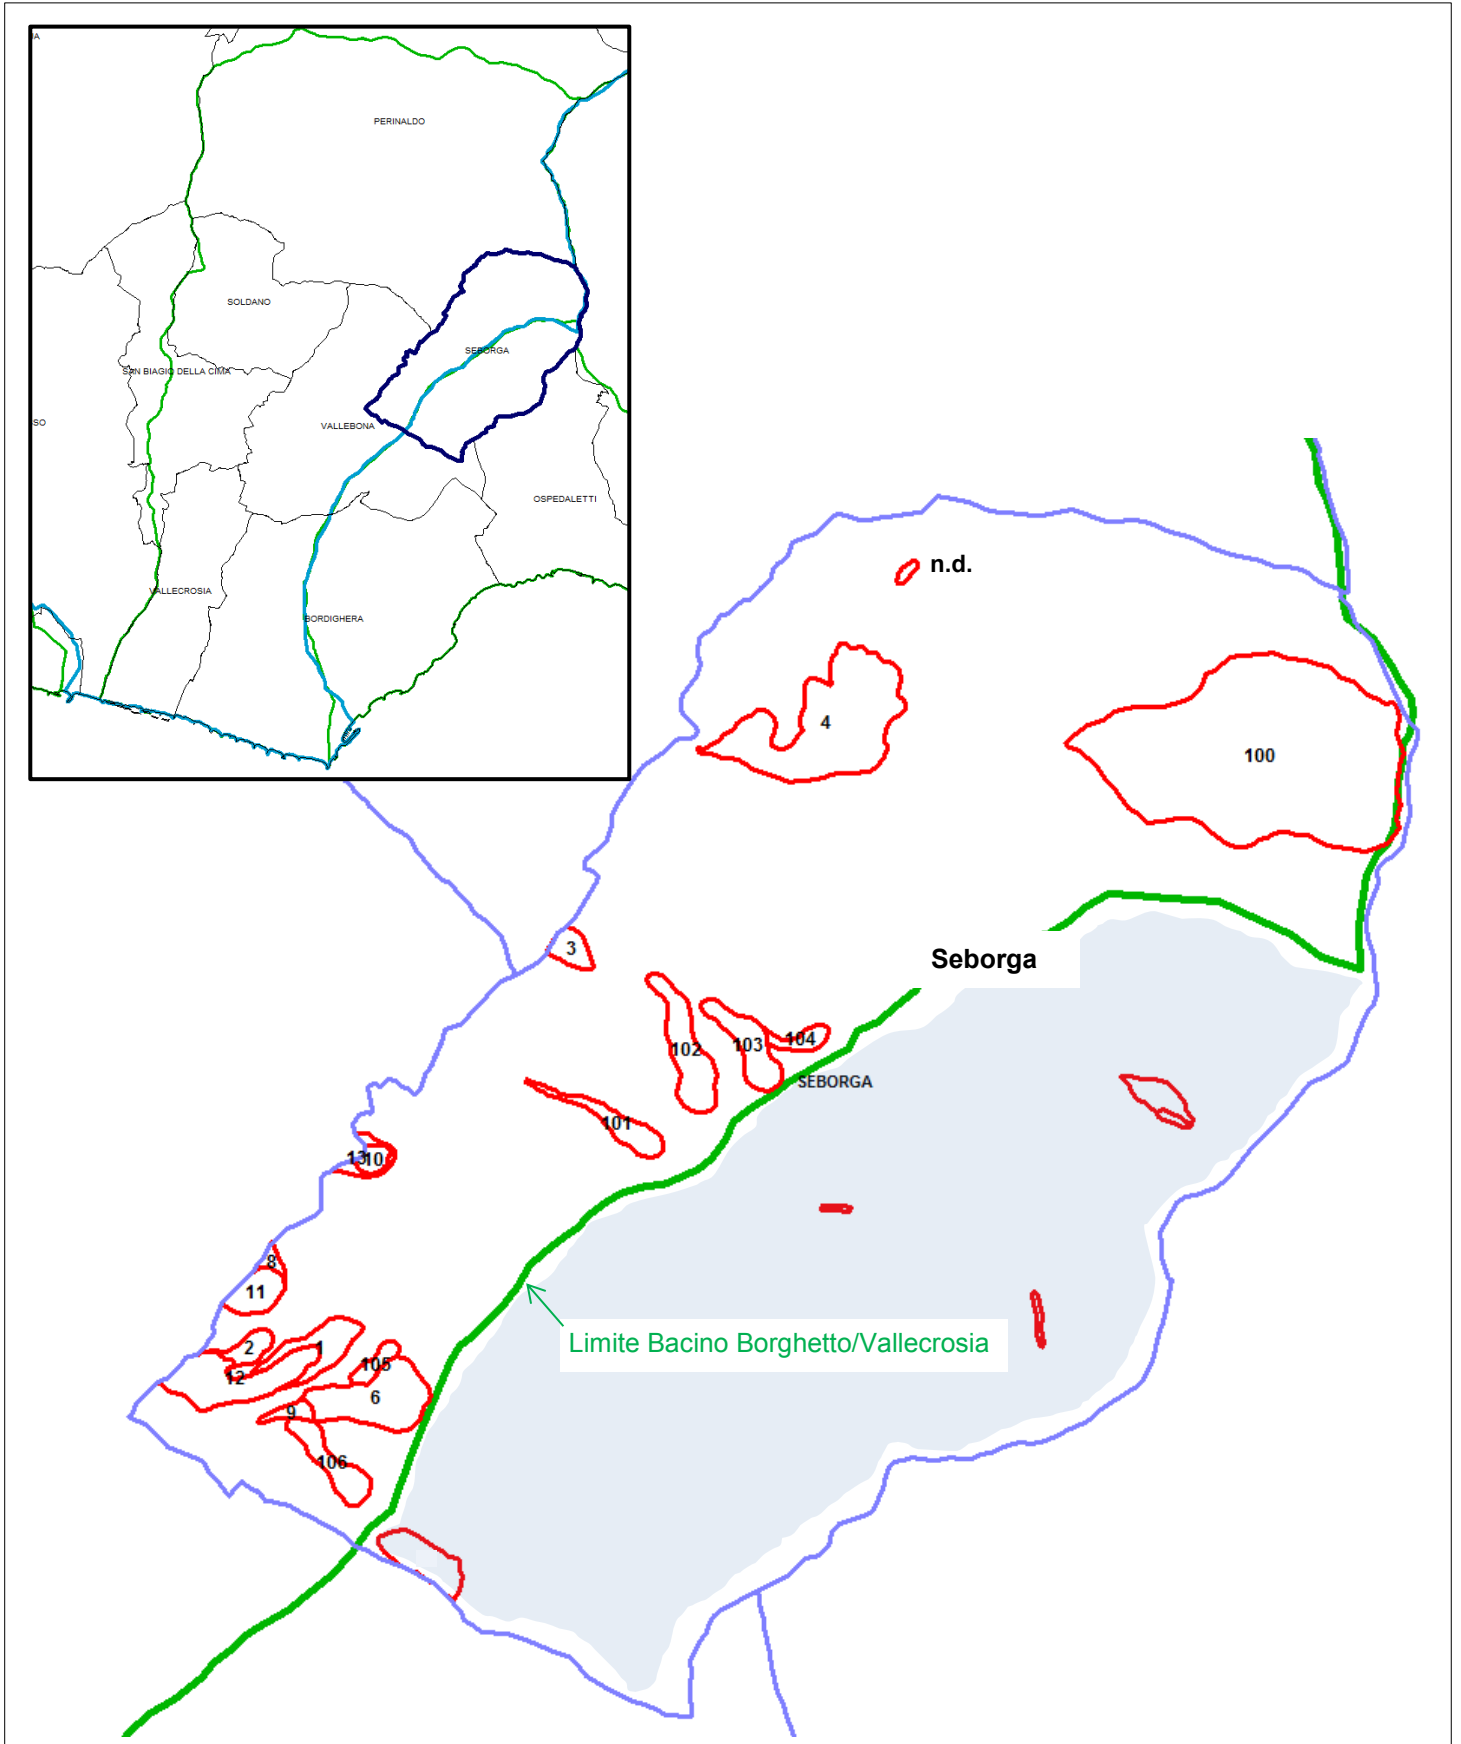 IA
PERINALDO
SOLDANO
SEBORGA
SAN BIAGIO DELLA CIMA
SO
VALLEBONA
OSPEDALETTI
VALLECROSIA
BORDIGHERA
n.d.
4
100
3
Seborga
102
103
104
SEBORGA
101
13
10
8
11
Limite Bacino Borghetto/Vallecrosia
2
1
105
12
6
9
106